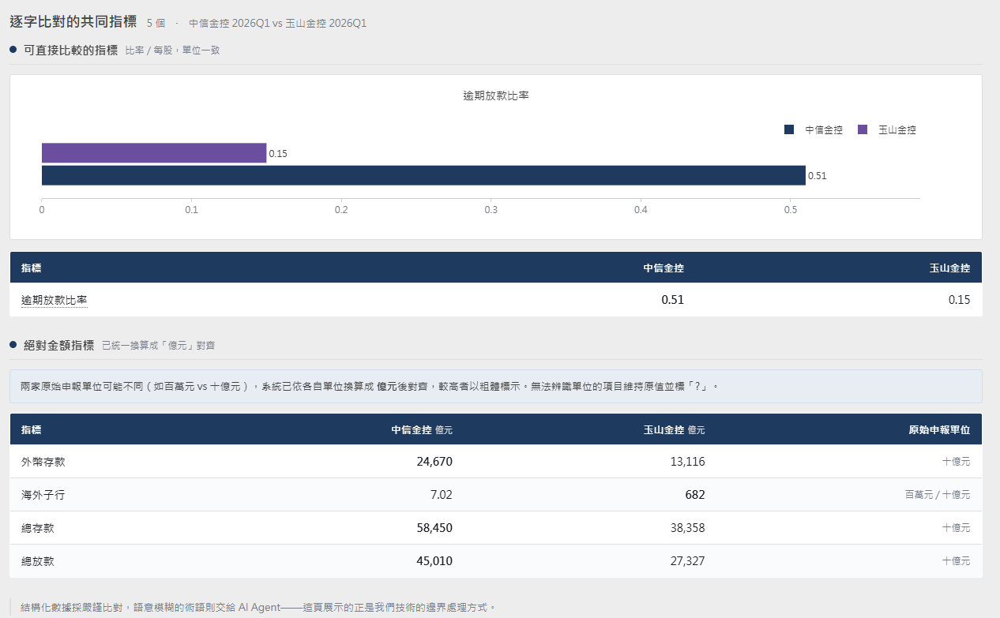 逐字比對的共同指標 5 個 · 中信金控 2026Q1 vs 玉山金控 2026Q1
可直接比較的指標 比率 / 每股，單位一致
逾期放款比率
中信金控 玉山金控
0.15
0.51
0 0.1 0.2 0.3 0.4 0.5
指標 中信金控 玉山金控
逾期放款比率 0.51 0.15
絕對金額指標 已統一換算成「億元」對齊
兩家原始申報單位可能不同（如百萬元 vs 十億元），系統已依各自單位換算成 億元後對齊，較高者以粗體標示。無法辨識單位的項目維持原值並標「?」。
指標 中信金控 億元 玉山金控 億元 原始申報單位
外幣存款 24,670 13,116 十億元
海外子行 7.02 682 百萬元 / 十億元
總存款 58,450 38,358 十億元
總放款 45,010 27,327 十億元
結構化數據採嚴謹比對，語意模糊的術語則交給 AI Agent——這頁展示的正是我們技術的邊界處理方式。